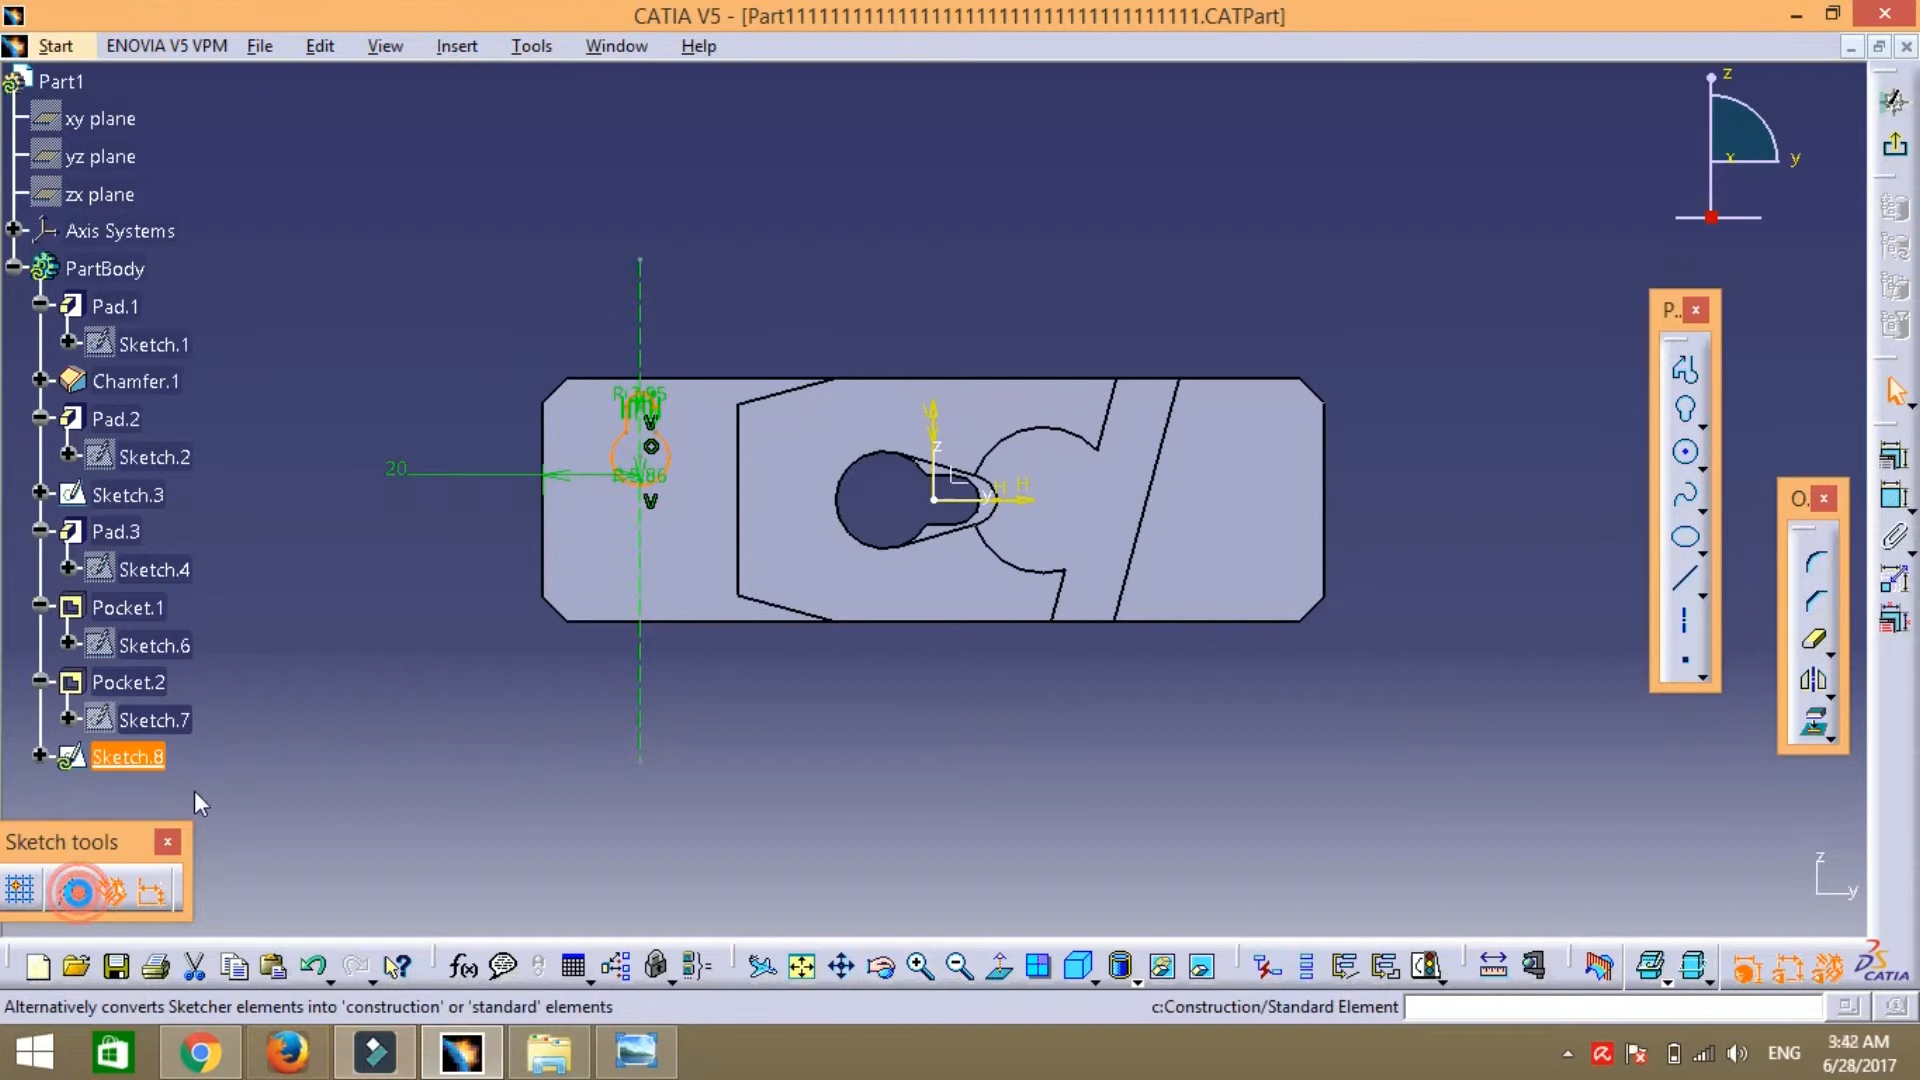 CATIA V5 - [Part1111111111111111111111111111111111111.CATPart]
Start ENOVIA V5 VPM File Edit View Insert Tools Window Help
Part1
xy plane
yz plane
zx plane
Axis Systems
PartBody
Pad.1
Sketch.1
Chamfer.1
Pad.2
Sketch.2
Sketch.3
Pad.3
Sketch.4
Pocket.1
Sketch.6
Pocket.2
Sketch.7
Sketch.8
20
V
V
z
y H H
z
x y
P..
O.
z
y
Sketch tools
f(x)
CATIA
Alternatively converts Sketcher elements into 'construction' or 'standard' elements
c:Construction/Standard Element
ENG
3:42 AM
6/28/2017